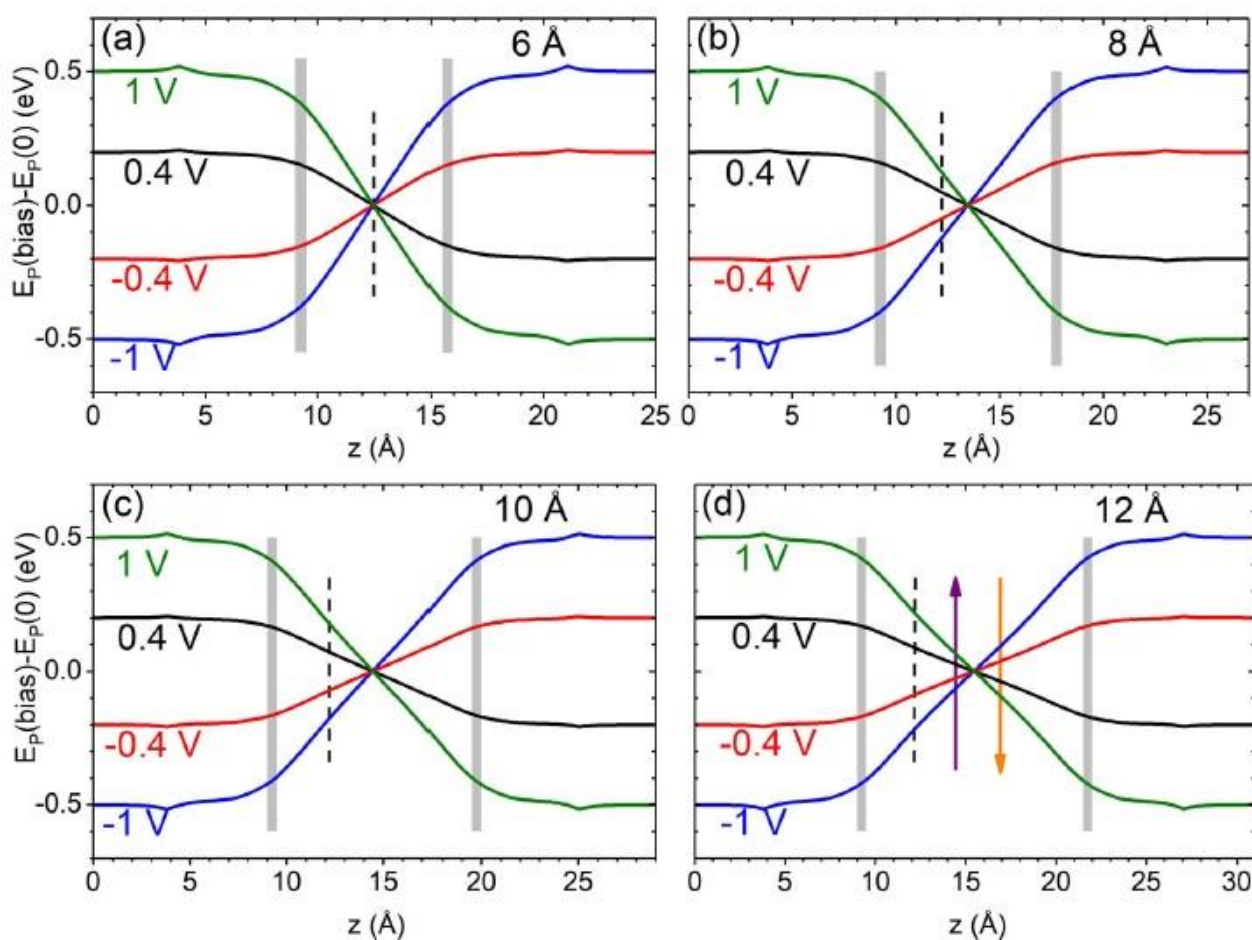 (a) 6 Å
1 V
0.4 V
-0.4 V
-1 V
0.5
0.0
-0.5
E_P(bias)-E_P(0) (eV)
0 5 10 15 20 25
z (Å)
(b) 8 Å
1 V
0.4 V
-0.4 V
-1 V
0 5 10 15 20 25
z (Å)
(c) 10 Å
1 V
0.4 V
-0.4 V
-1 V
0.5
0.0
-0.5
E_P(bias)-E_P(0) (eV)
0 5 10 15 20 25
z (Å)
(d) 12 Å
1 V
0.4 V
-0.4 V
-1 V
0 5 10 15 20 25 30
z (Å)